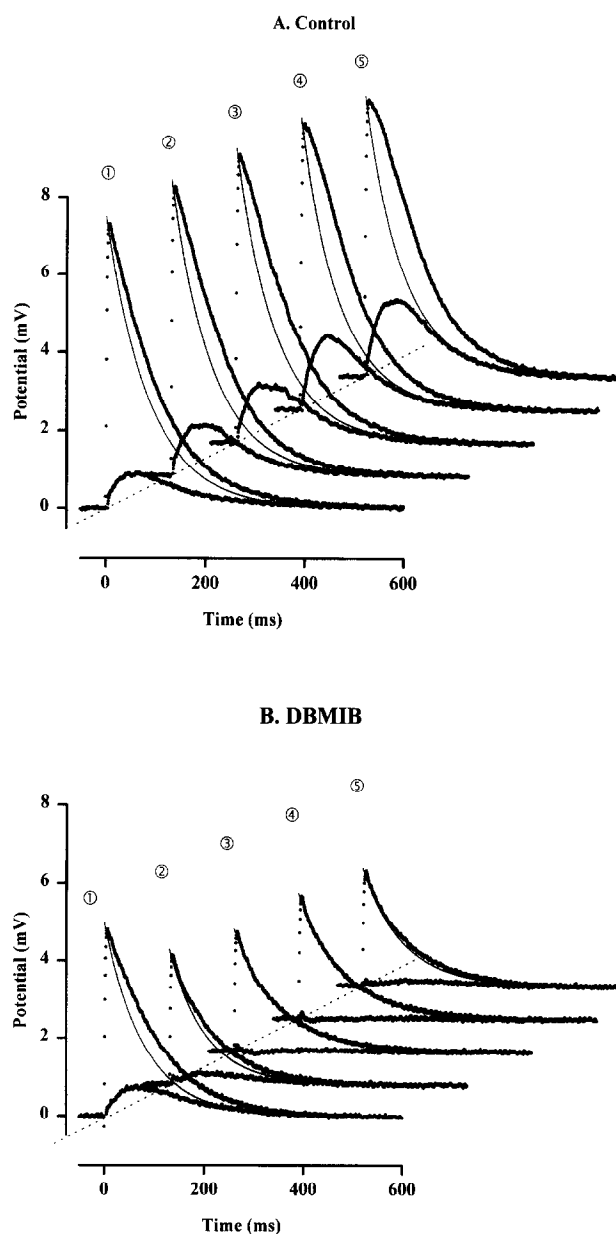 A. Control
⑤
④
③
②
①
8
6
4
2
0
Potential (mV)
0 200 400 600
Time (ms)
B. DBMIB
⑤
④
③
②
①
8
6
4
2
0
Potential (mV)
0 200 400 600
Time (ms)